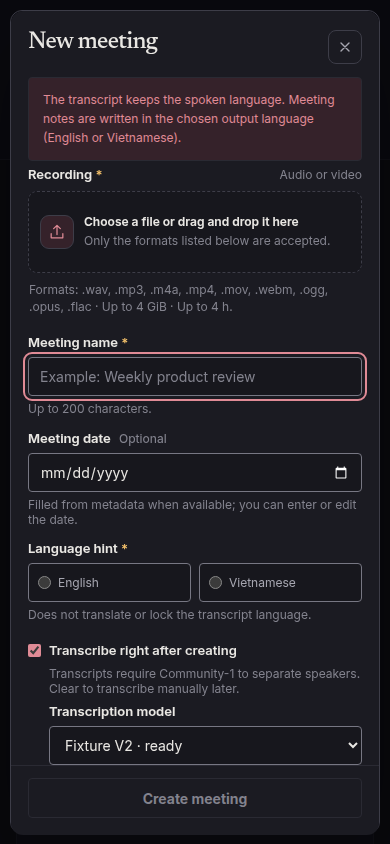 New meeting
The transcript keeps the spoken language. Meeting
notes are written in the chosen output language
(English or Vietnamese).
Recording * Audio or video
Choose a file or drag and drop it here
Only the formats listed below are accepted.
Formats: .wav, .mp3, .m4a, .mp4, .mov, .webm, .ogg,
.opus, .flac · Up to 4 GiB · Up to 4 h.
Meeting name *
Example: Weekly product review
Up to 200 characters.
Meeting date Optional
mm/dd/yyyy
Filled from metadata when available; you can enter or edit
the date.
Language hint *
English Vietnamese
Does not translate or lock the transcript language.
Transcribe right after creating
Transcripts require Community-1 to separate speakers.
Clear to transcribe manually later.
Transcription model
Fixture V2 · ready
Create meeting